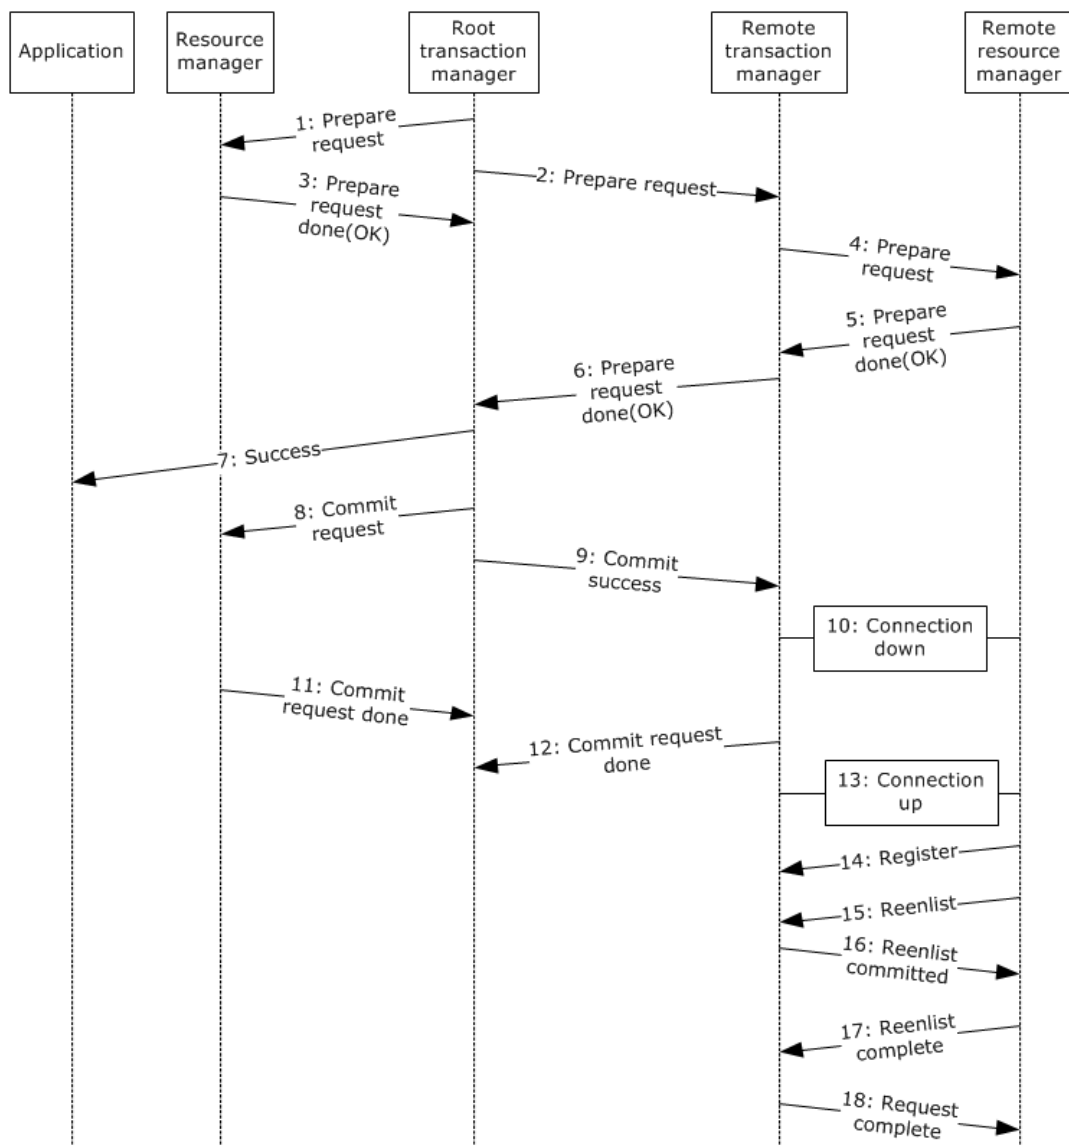 Application
Resource
manager
Root
transaction
manager
Remote
transaction
manager
Remote
resource
manager
1: Prepare
request
2: Prepare request
3: Prepare
request
done(OK)
4: Prepare
request
5: Prepare
request
done(OK)
6: Prepare
request
done(OK)
7: Success
8: Commit
request
9: Commit
success
10: Connection
down
11: Commit
request done
12: Commit request
done
13: Connection
up
14: Register
15: Reenlist
16: Reenlist
committed
17: Reenlist
complete
18: Request
complete